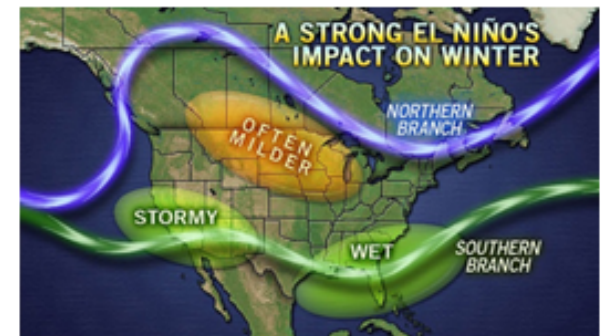 A STRONG EL NIÑO'S
IMPACT ON WINTER
NORTHERN
BRANCH
OFTEN
MILDER
STORMY
WET
SOUTHERN
BRANCH